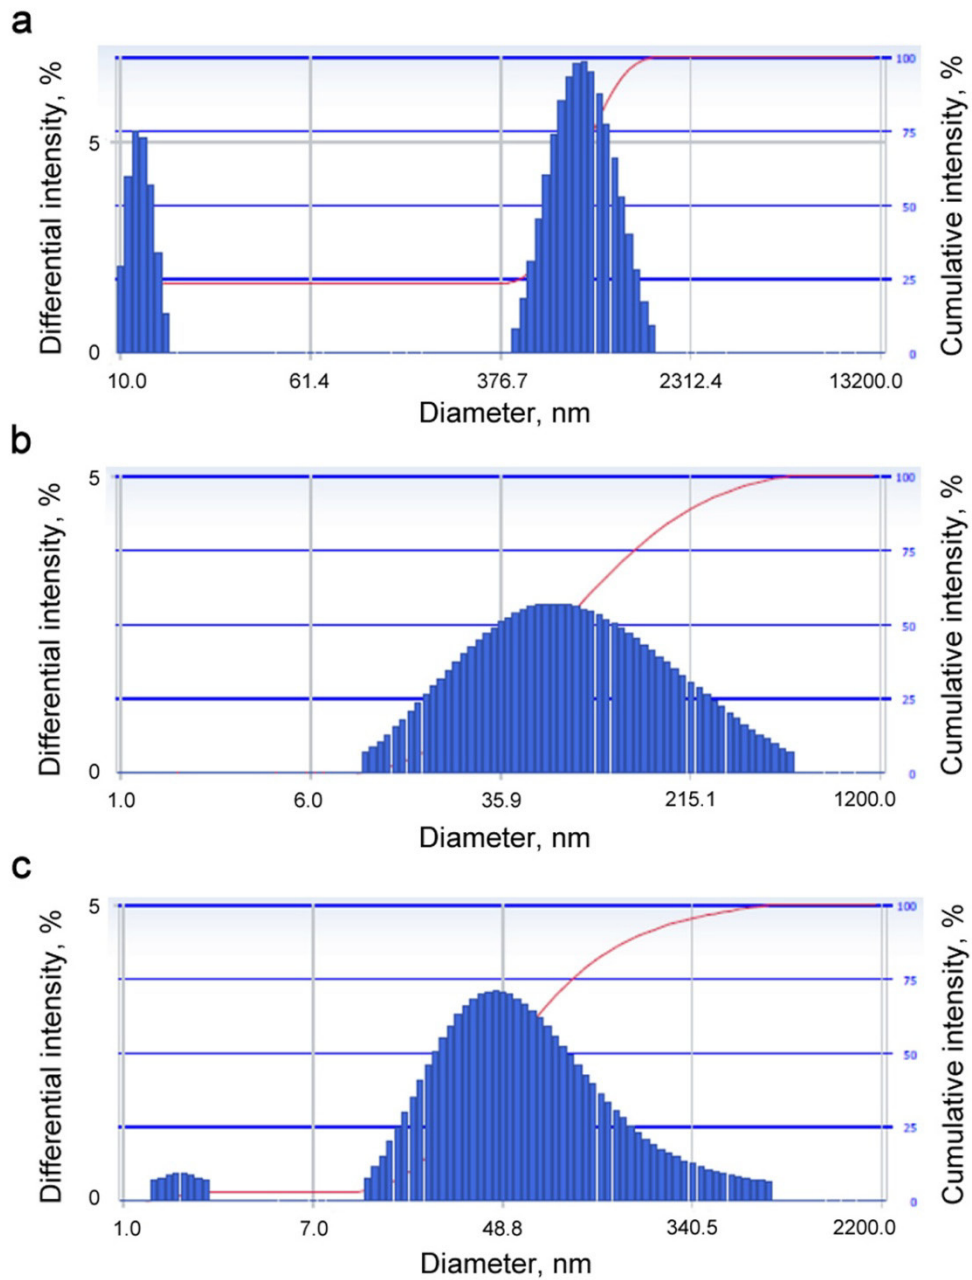 a
Differential intensity, %
5
0
100
75
50
25
0
Cumulative intensity, %
10.0 61.4 376.7 2312.4 13200.0
Diameter, nm
b
Differential intensity, %
5
0
100
75
50
25
0
Cumulative intensity, %
1.0 6.0 35.9 215.1 1200.0
Diameter, nm
c
Differential intensity, %
5
0
100
75
50
25
0
Cumulative intensity, %
1.0 7.0 48.8 340.5 2200.0
Diameter, nm